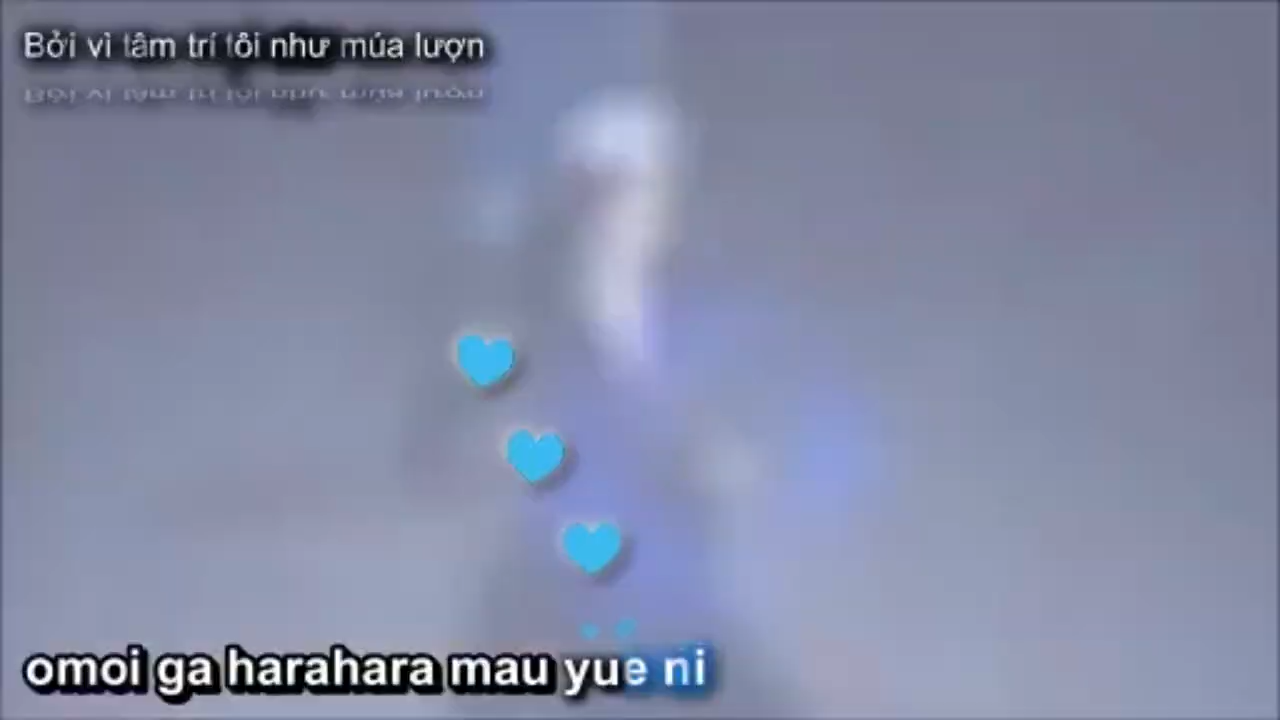 Bởi vì tâm trí tôi như múa lượn
omoi ga harahara mau yue ni